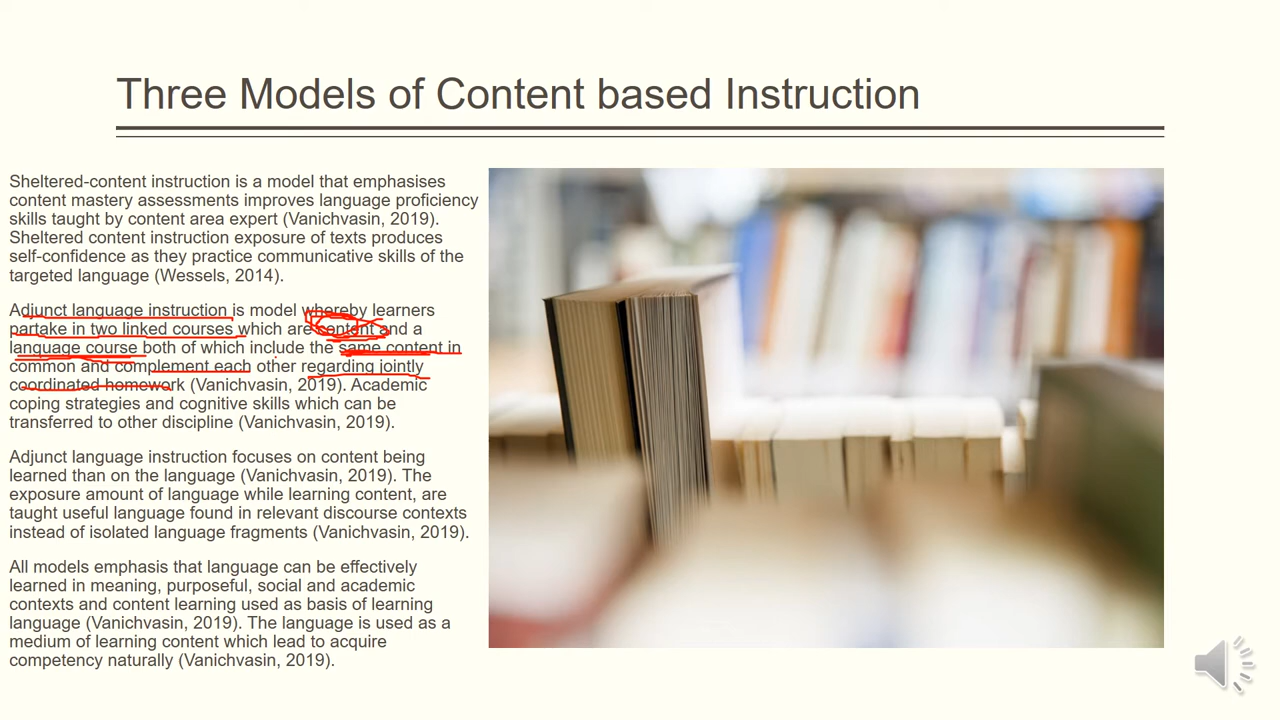 Three Models of Content based Instruction
Sheltered-content instruction is a model that emphasises
content mastery assessments improves language proficiency
skills taught by content area expert (Vanichvasin, 2019).
Sheltered content instruction exposure of texts produces
self-confidence as they practice communicative skills of the
targeted language (Wessels, 2014).
Adjunct language instruction is model whereby learners
partake in two linked courses which are content and a
language course both of which include the same content in
common and complement each other regarding jointly
coordinated homework (Vanichvasin, 2019). Academic
coping strategies and cognitive skills which can be
transferred to other discipline (Vanichvasin, 2019).
Adjunct language instruction focuses on content being
learned than on the language (Vanichvasin, 2019). The
exposure amount of language while learning content, are
taught useful language found in relevant discourse contexts
instead of isolated language fragments (Vanichvasin, 2019).
All models emphasis that language can be effectively
learned in meaning, purposeful, social and academic
contexts and content learning used as basis of learning
language (Vanichvasin, 2019). The language is used as a
medium of learning content which lead to acquire
competency naturally (Vanichvasin, 2019).